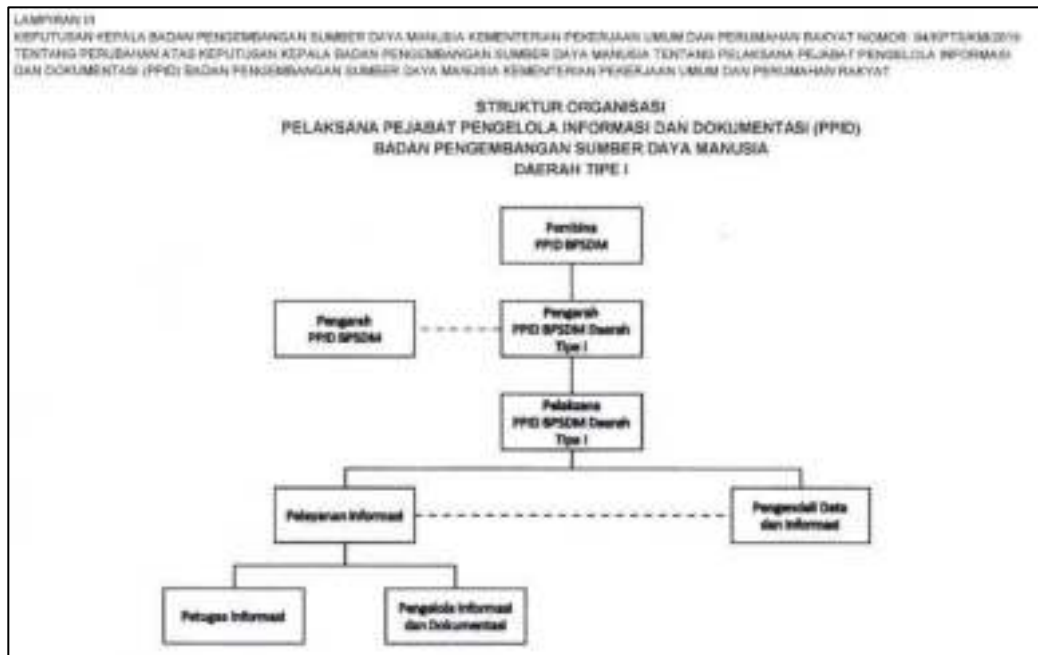 LAMPIRAN III
KEPUTUSAN KEPALA BADAN PENGEMBANGAN SUMBER DAYA MANUSIA KEMENTERIAN PEKERJAAN UMUM DAN PERUMAHAN RAKYAT NOMOR: 04/KPTS/KM/2019
TENTANG PERUBAHAN ATAS KEPUTUSAN KEPALA BADAN PENGEMBANGAN SUMBER DAYA MANUSIA TENTANG PELAKSANA PEJABAT PENGELOLA INFORMASI
DAN DOKUMENTASI (PPID) BADAN PENGEMBANGAN SUMBER DAYA MANUSIA KEMENTERIAN PEKERJAAN UMUM DAN PERUMAHAN RAKYAT
STRUKTUR ORGANISASI
PELAKSANA PEJABAT PENGELOLA INFORMASI DAN DOKUMENTASI (PPID)
BADAN PENGEMBANGAN SUMBER DAYA MANUSIA
DAERAH TIPE I
Pembina
PPID BPSDM
Pengarah
PPID BPSDM
Pengarah
PPID BPSDM Daerah
Tipe I
Pelaksana
PPID BPSDM Daerah
Tipe I
Pelayanan Informasi
Pengendali Data
dan Informasi
Petugas Informasi
Pengelola Informasi
dan Dokumentasi